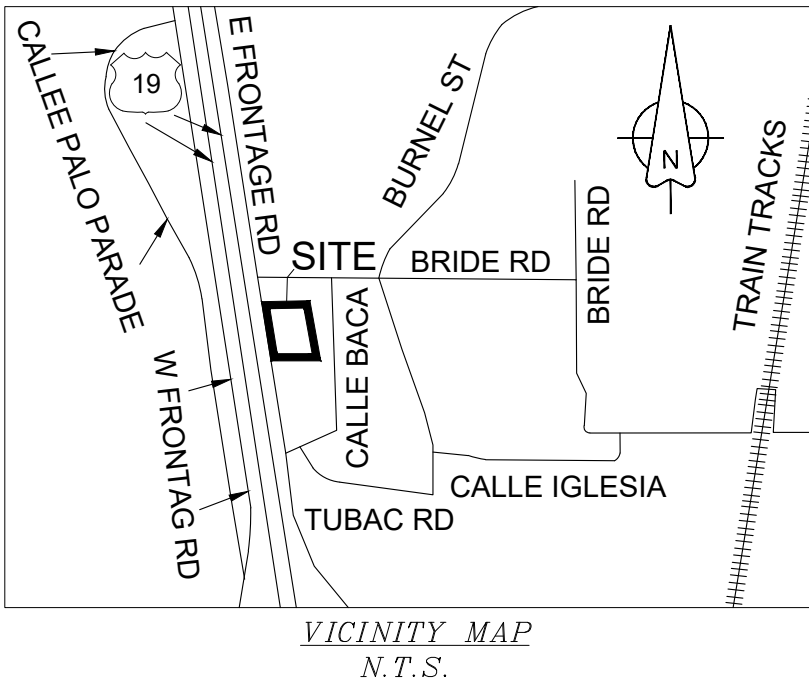 CALLEE PALO PARADE
19
E FRONTAGE RD
BURNEL ST
N
TRAIN TRACKS
SITE
BRIDE RD
BRIDE RD
CALLE BACA
W FRONTAG RD
CALLE IGLESIA
TUBAC RD
VICINITY MAP
N.T.S.